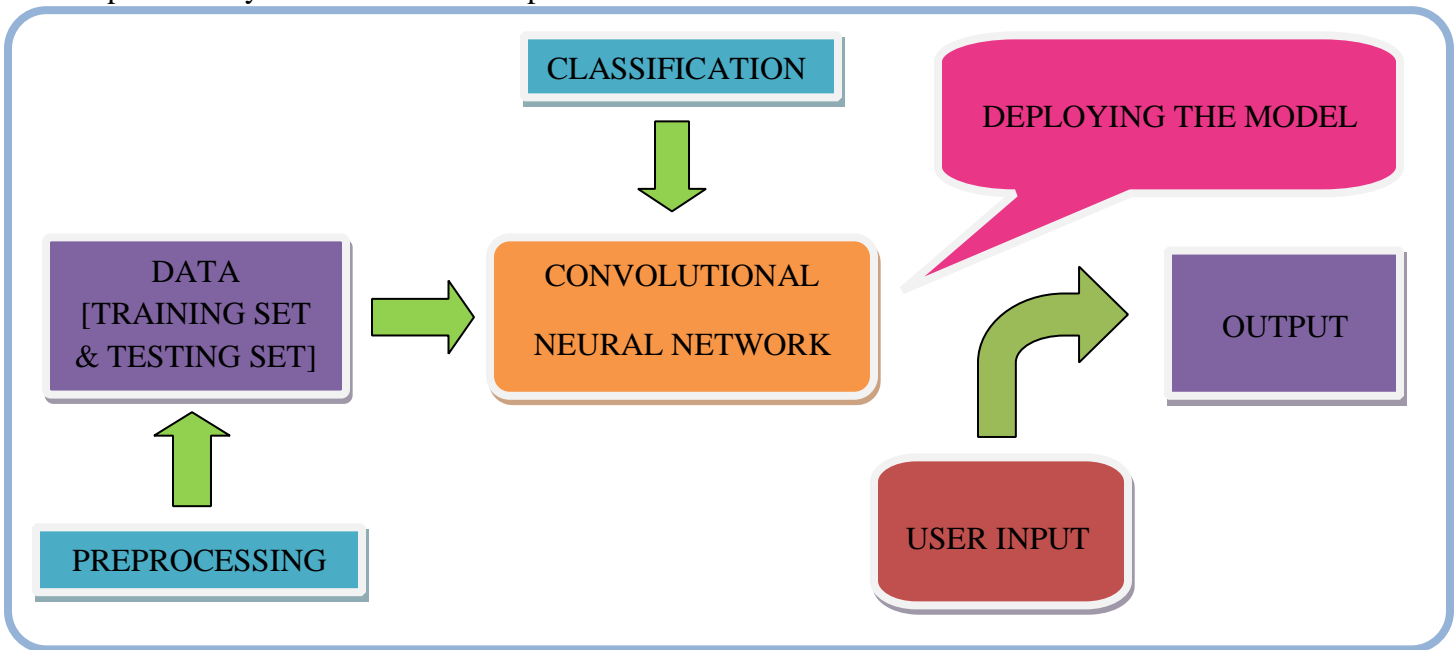 CLASSIFICATION
DEPLOYING THE MODEL
DATA
[TRAINING SET
& TESTING SET]
CONVOLUTIONAL
NEURAL NETWORK
OUTPUT
USER INPUT
PREPROCESSING